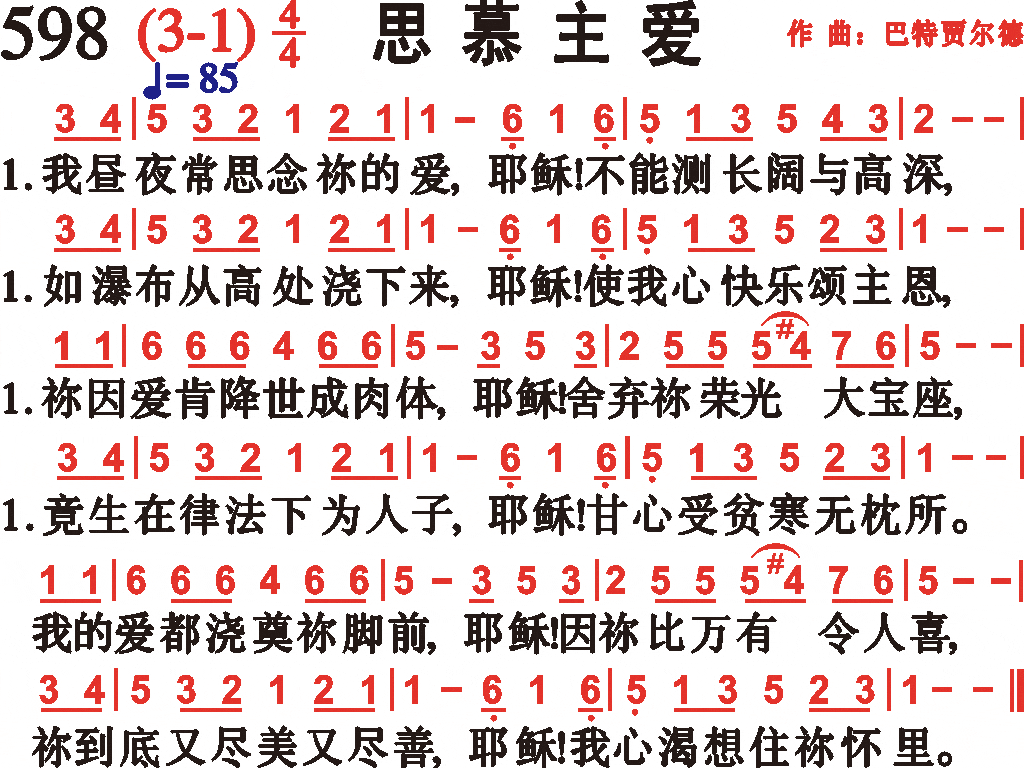 598 (3-1) 4/4 思慕主爱 作曲：巴特贾尔德
♩= 85
3 4 | 5 3 2 1 2 1 | 1 – 6̣ 1 6̣ | 5̣ 1 3 5 4 3 | 2 – – |
1.我昼夜常思念祢的爱,耶稣!不能测长阔与高深,
3 4 | 5 3 2 1 2 1 | 1 – 6̣ 1 6̣ | 5̣ 1 3 5 2 3 | 1 – – |
1.如瀑布从高处浇下来,耶稣!使我心快乐颂主恩,
1 1 | 6 6 6 4 6 6 | 5 – 3 5 3 | 2 5 5 5 #4 7 6 | 5 – – |
1.祢因爱肯降世成肉体,耶稣!舍弃祢荣光 大宝座,
3 4 | 5 3 2 1 2 1 | 1 – 6̣ 1 6̣ | 5̣ 1 3 5 2 3 | 1 – – |
1.竟生在律法下为人子,耶稣!甘心受贫寒无枕所。
1 1 | 6 6 6 4 6 6 | 5 – 3 5 3 | 2 5 5 5 #4 7 6 | 5 – – |
我的爱都浇奠祢脚前,耶稣!因祢比万有 令人喜,
3 4 | 5 3 2 1 2 1 | 1 – 6̣ 1 6̣ | 5̣ 1 3 5 2 3 | 1 – – ‖
祢到底又尽美又尽善,耶稣!我心渴想住祢怀里。